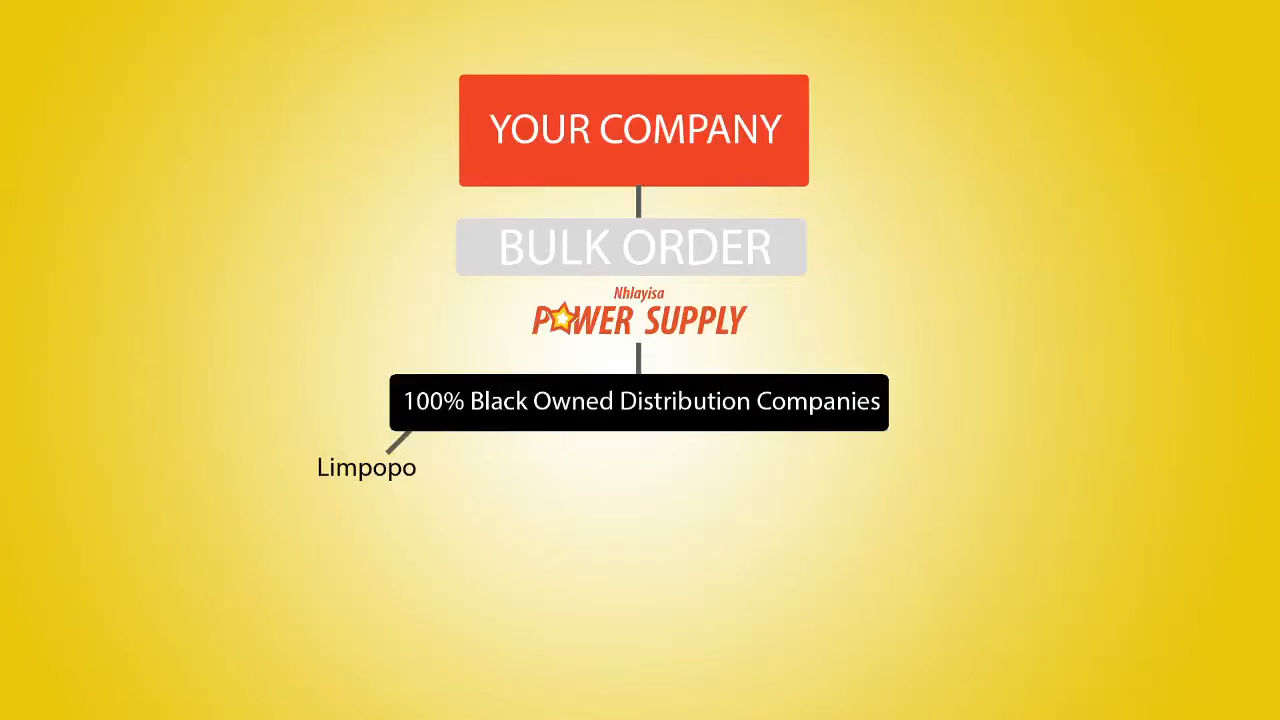 YOUR COMPANY
BULK ORDER
Nhlayisa
POWER SUPPLY
100% Black Owned Distribution Companies
Limpopo